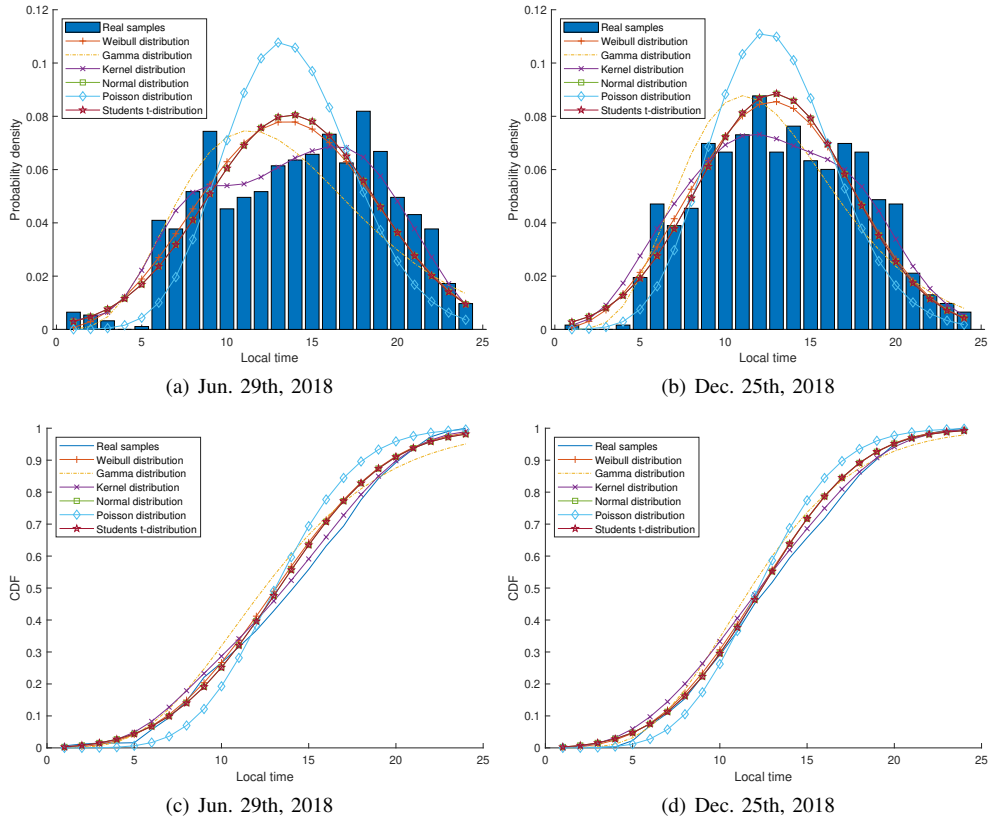 0.12
0.1
0.08
0.06
0.04
0.02
0
Probability density
Real samples
Weibull distribution
Gamma distribution
Kernel distribution
Normal distribution
Poisson distribution
Students t-distribution
0 5 10 15 20 25
Local time
(a) Jun. 29th, 2018
0.12
0.1
0.08
0.06
0.04
0.02
0
Probability density
Real samples
Weibull distribution
Gamma distribution
Kernel distribution
Normal distribution
Poisson distribution
Students t-distribution
0 5 10 15 20 25
Local time
(b) Dec. 25th, 2018
1
0.9
0.8
0.7
0.6
0.5
0.4
0.3
0.2
0.1
0
CDF
Real samples
Weibull distribution
Gamma distribution
Kernel distribution
Normal distribution
Poisson distribution
Students t-distribution
0 5 10 15 20 25
Local time
(c) Jun. 29th, 2018
1
0.9
0.8
0.7
0.6
0.5
0.4
0.3
0.2
0.1
0
CDF
Real samples
Weibull distribution
Gamma distribution
Kernel distribution
Normal distribution
Poisson distribution
Students t-distribution
0 5 10 15 20 25
Local time
(d) Dec. 25th, 2018